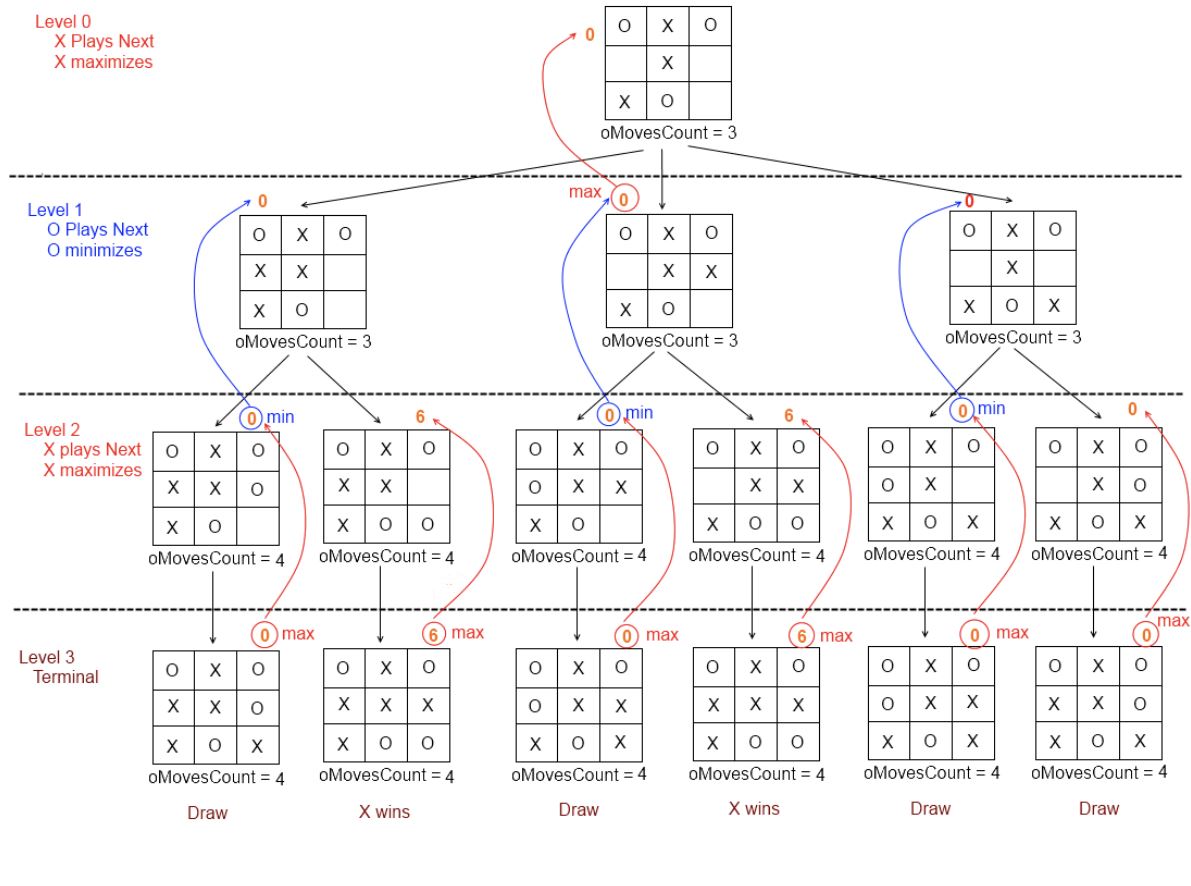 Level 0
X Plays Next
X maximizes
0
O X O
X
X O
oMovesCount = 3
Level 1
O Plays Next
O minimizes
0
max 0
0
O X O
X X
X O
oMovesCount = 3
O X O
X X
X O
oMovesCount = 3
O X O
X
X O X
oMovesCount = 3
Level 2
X plays Next
X maximizes
0 min
6
0 min
6
0 min
0
O X O
X X O
X O
oMovesCount = 4
O X O
X X
X O O
oMovesCount = 4
O X O
O X X
X O
oMovesCount = 4
O X O
X X
X O O
oMovesCount = 4
O X O
O X
X O X
oMovesCount = 4
O X O
X O
X O X
oMovesCount = 4
Level 3
Terminal
0 max
6 max
0 max
6 max
0 max
0 max
O X O
X X O
X O X
oMovesCount = 4
Draw
O X O
X X X
X O O
oMovesCount = 4
X wins
O X O
O X X
X O X
oMovesCount = 4
Draw
O X O
X X X
X O O
oMovesCount = 4
X wins
O X O
O X X
X O X
oMovesCount = 4
Draw
O X O
X X O
X O X
oMovesCount = 4
Draw